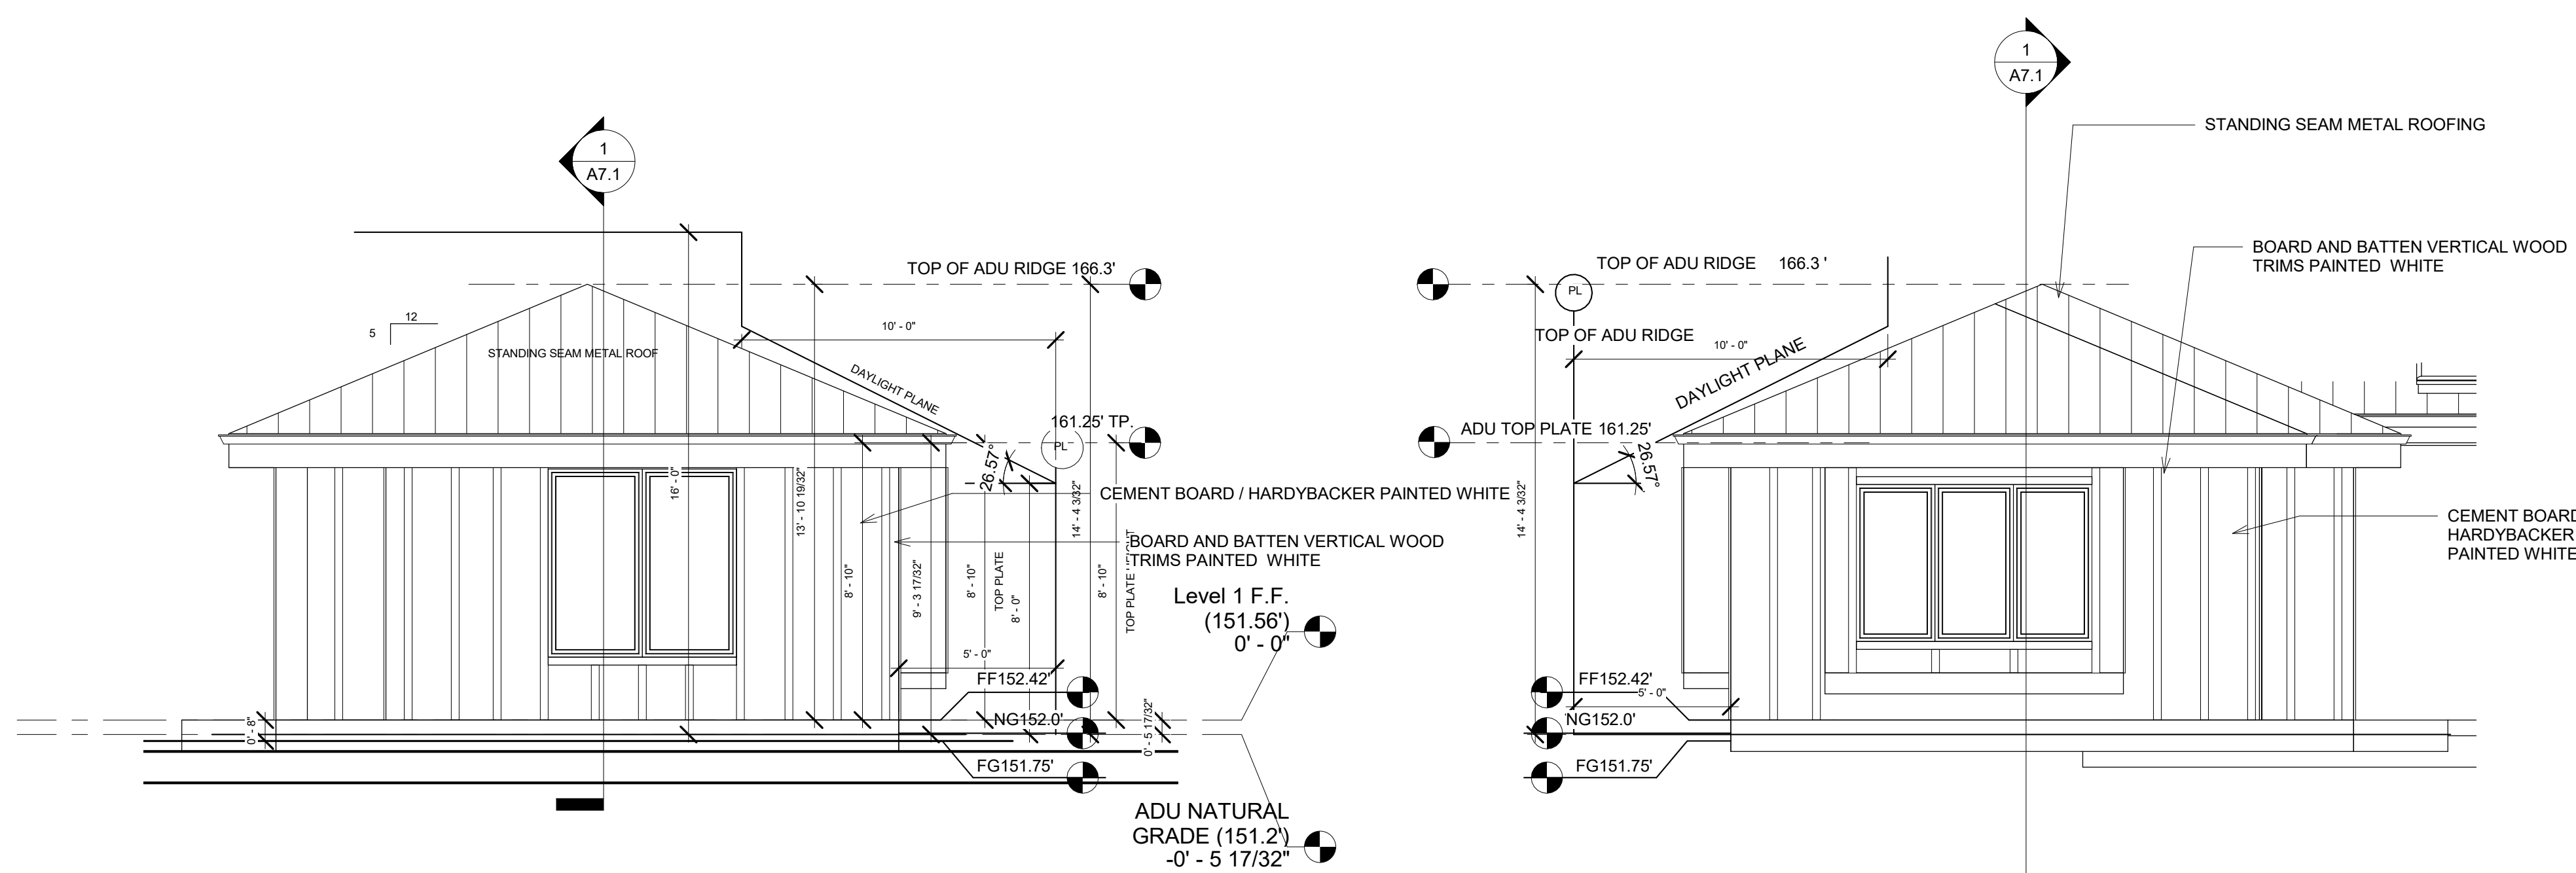 1
A7.1
TOP OF ADU RIDGE 166.3'
12
5
STANDING SEAM METAL ROOF
10' - 0"
DAYLIGHT PLANE
161.25' TP.
PL
26.57°
16' - 0"
13' - 10 19/32"
14' - 4 3/32"
CEMENT BOARD / HARDYBACKER PAINTED WHITE
BOARD AND BATTEN VERTICAL WOOD
TRIMS PAINTED WHITE
8' - 10"
9' - 3 17/32"
8' - 10"
TOP PLATE
8' - 0"
8' - 10"
TOP PLATE HEIGHT
5' - 0"
Level 1 F.F.
(151.56')
0' - 0"
FF152.42'
NG152.0'
FG151.75'
0' - 8"
0' - 5 17/32"
ADU NATURAL
GRADE (151.2')
-0' - 5 17/32"
1
A7.1
STANDING SEAM METAL ROOFING
BOARD AND BATTEN VERTICAL WOOD
TRIMS PAINTED WHITE
TOP OF ADU RIDGE 166.3 '
PL
TOP OF ADU RIDGE
10' - 0"
DAYLIGHT PLANE
ADU TOP PLATE 161.25'
26.57°
14' - 4 3/32"
CEMENT BOARD
HARDYBACKER
PAINTED WHITE
FF152.42'
5' - 0"
NG152.0'
FG151.75'